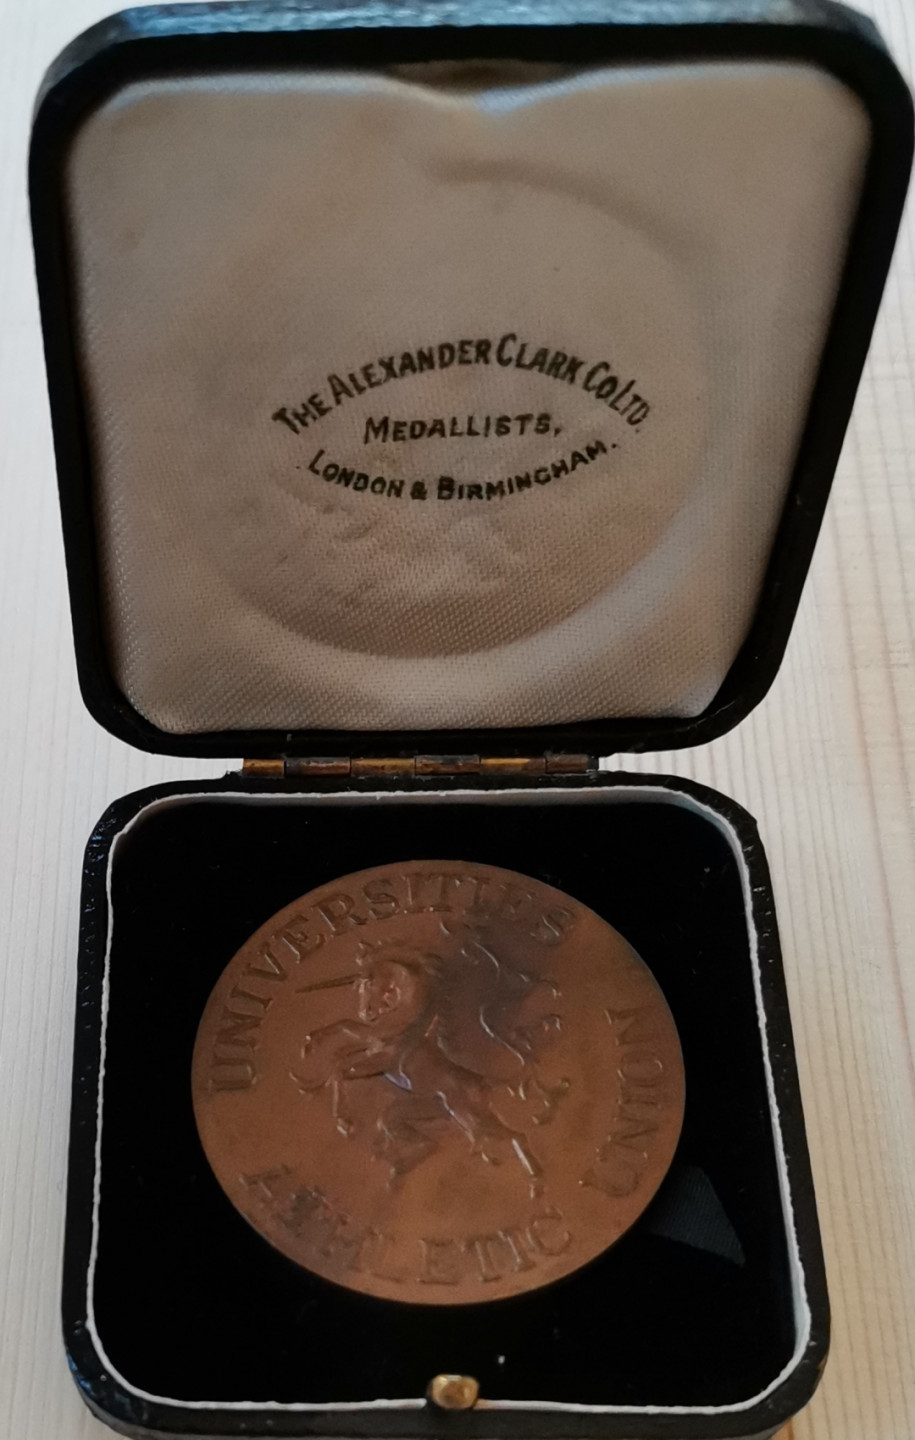 THE ALEXANDER CLARK CO LTD.
MEDALLISTS,
LONDON & BIRMINGHAM.
UNIVERSITIES
ATHLETIC
UNION